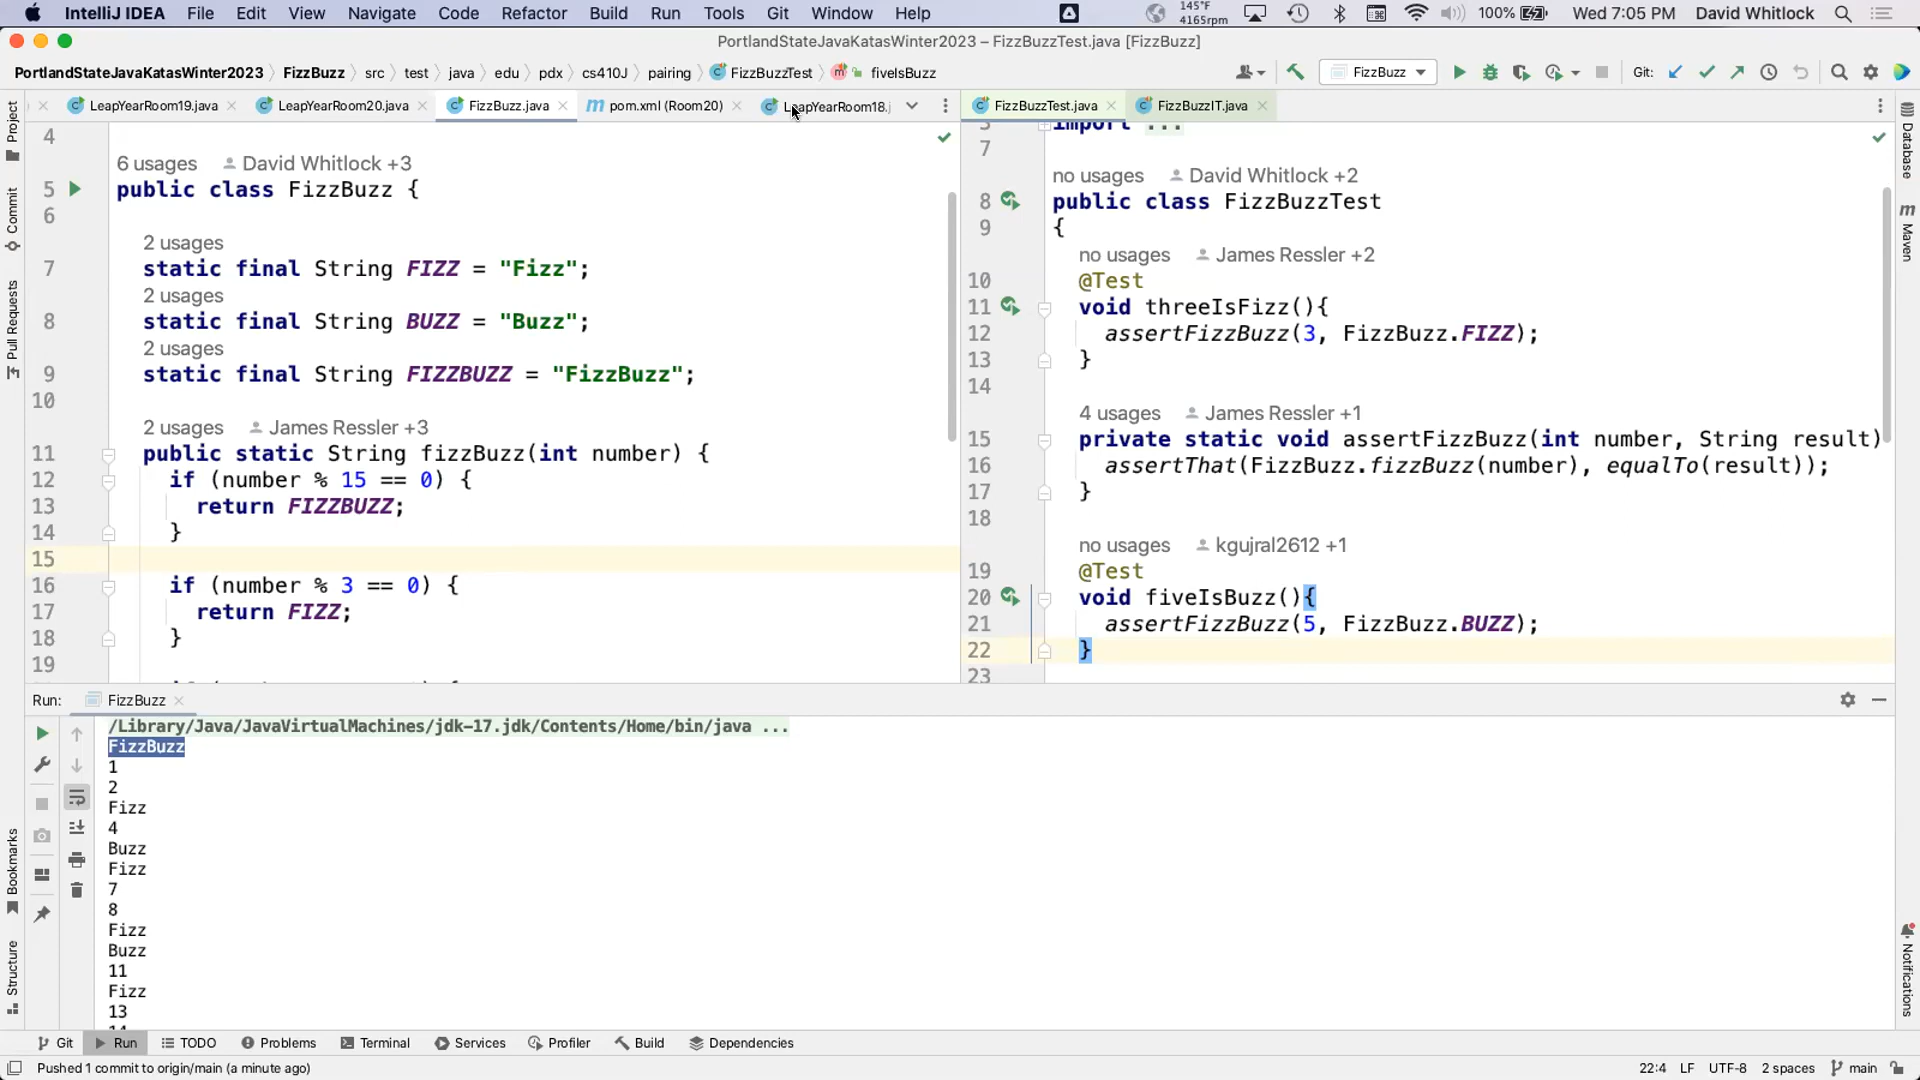 IntelliJ IDEA File Edit View Navigate Code Refactor Build Run Tools Git Window Help 145°F 4165rpm 100% Wed 7:05 PM David Whitlock
PortlandStateJavaKatasWinter2023 – FizzBuzzTest.java [FizzBuzz]
PortlandStateJavaKatasWinter2023 FizzBuzz src test java edu pdx cs410J pairing FizzBuzzTest fiveIsBuzz FizzBuzz Git:
LeapYearRoom19.java LeapYearRoom20.java FizzBuzz.java pom.xml (Room20) LeapYearRoom18.j
FizzBuzzTest.java FizzBuzzIT.java
Project
Commit
Pull Requests
Bookmarks
Structure
4
6 usages David Whitlock +3
5 public class FizzBuzz {
6
2 usages
7 static final String FIZZ = "Fizz";
2 usages
8 static final String BUZZ = "Buzz";
2 usages
9 static final String FIZZBUZZ = "FizzBuzz";
10
2 usages James Ressler +3
11 public static String fizzBuzz(int number) {
12 if (number % 15 == 0) {
13 return FIZZBUZZ;
14 }
15
16 if (number % 3 == 0) {
17 return FIZZ;
18 }
19
import ...
7
no usages David Whitlock +2
8 public class FizzBuzzTest
9 {
no usages James Ressler +2
10 @Test
11 void threeIsFizz(){
12 assertFizzBuzz(3, FizzBuzz.FIZZ);
13 }
14
4 usages James Ressler +1
15 private static void assertFizzBuzz(int number, String result)
16 assertThat(FizzBuzz.fizzBuzz(number), equalTo(result));
17 }
18
no usages kgujral2612 +1
19 @Test
20 void fiveIsBuzz(){
21 assertFizzBuzz(5, FizzBuzz.BUZZ);
22 }
23
Database
Maven
Notifications
Run: FizzBuzz
/Library/Java/JavaVirtualMachines/jdk-17.jdk/Contents/Home/bin/java ...
FizzBuzz
1
2
Fizz
4
Buzz
Fizz
7
8
Fizz
Buzz
11
Fizz
13
14
Git Run TODO Problems Terminal Services Profiler Build Dependencies
Pushed 1 commit to origin/main (a minute ago) 22:4 LF UTF-8 2 spaces main